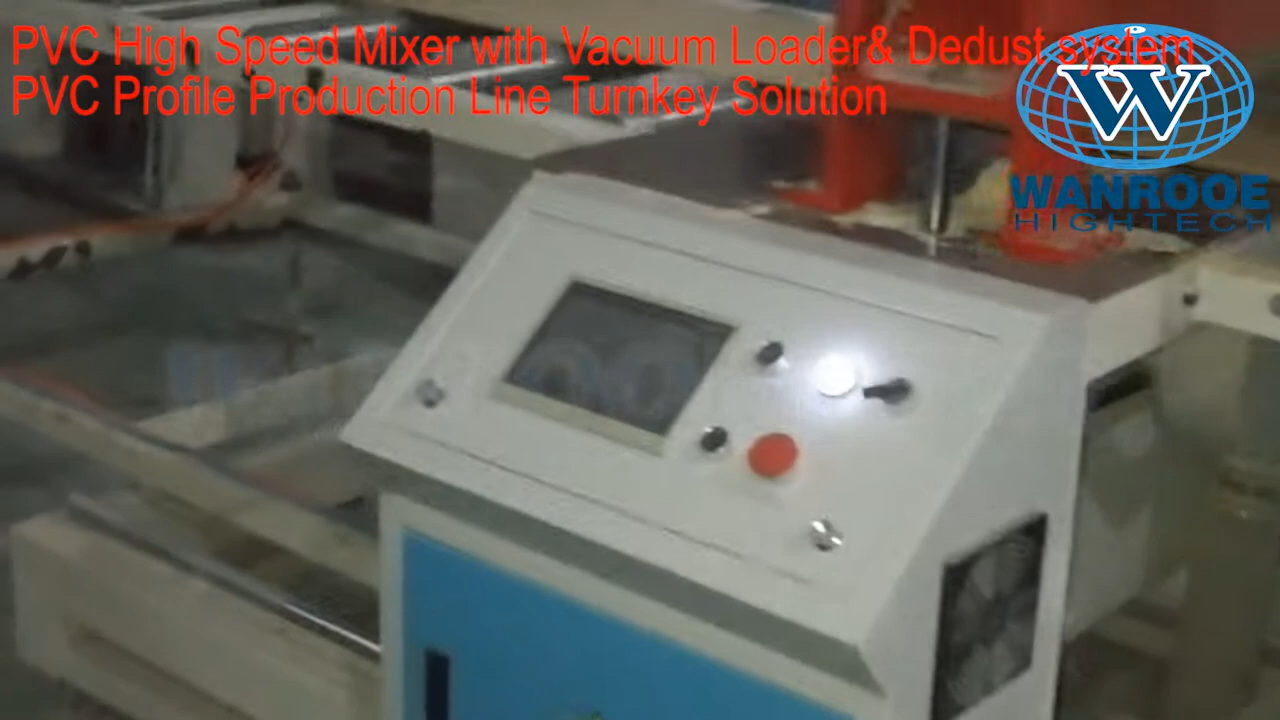 PVC High Speed Mixer with Vacuum Loader& Dedust system
PVC Profile Production Line Turnkey Solution
W
WANROOE
HIGHTECH